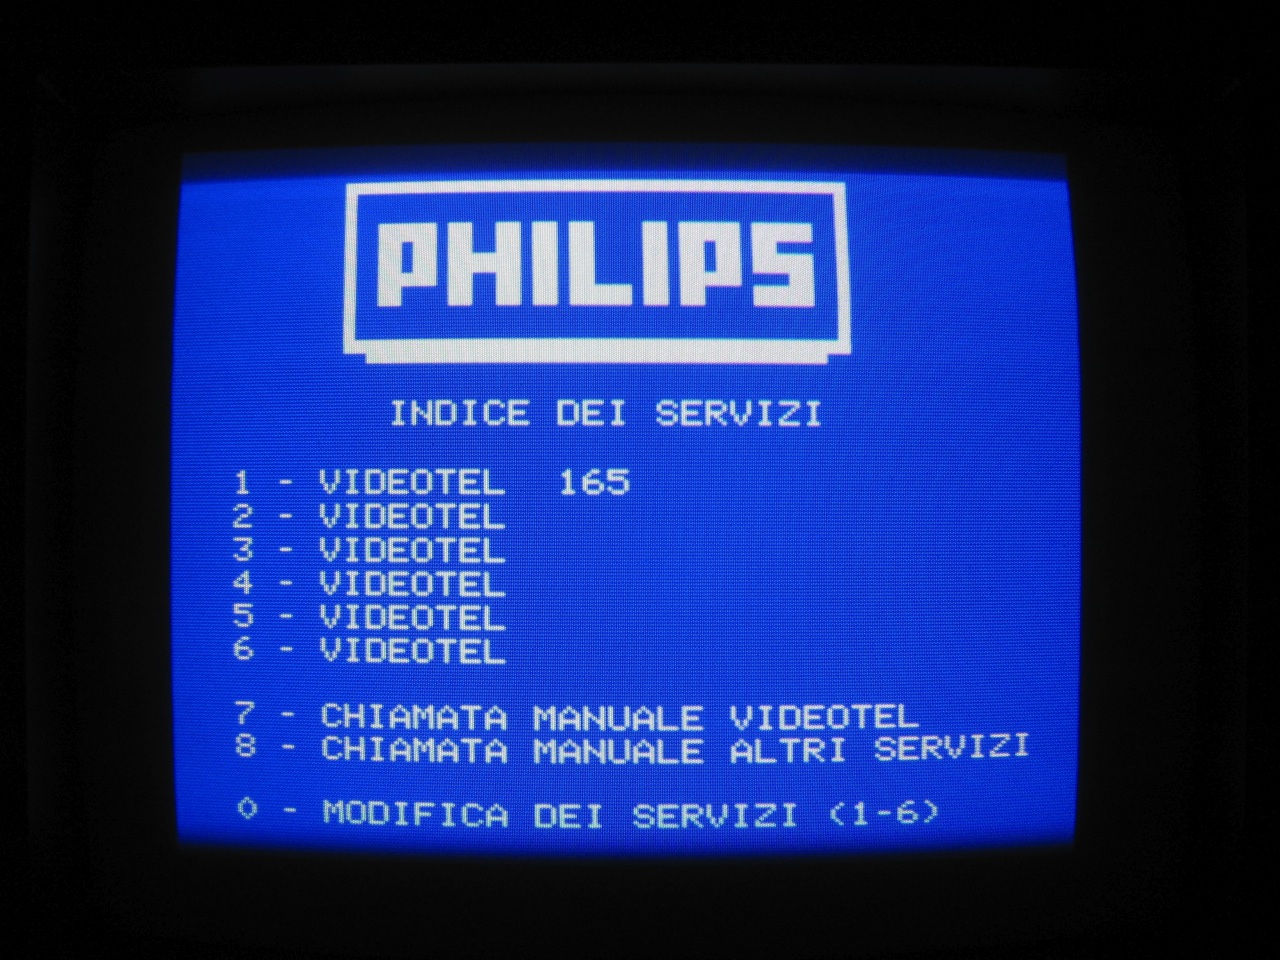 PHILIPS
INDICE DEI SERVIZI
1 - VIDEOTEL 165
2 - VIDEOTEL
3 - VIDEOTEL
4 - VIDEOTEL
5 - VIDEOTEL
6 - VIDEOTEL
7 - CHIAMATA MANUALE VIDEOTEL
8 - CHIAMATA MANUALE ALTRI SERVIZI
0 - MODIFICA DEI SERVIZI (1-6)